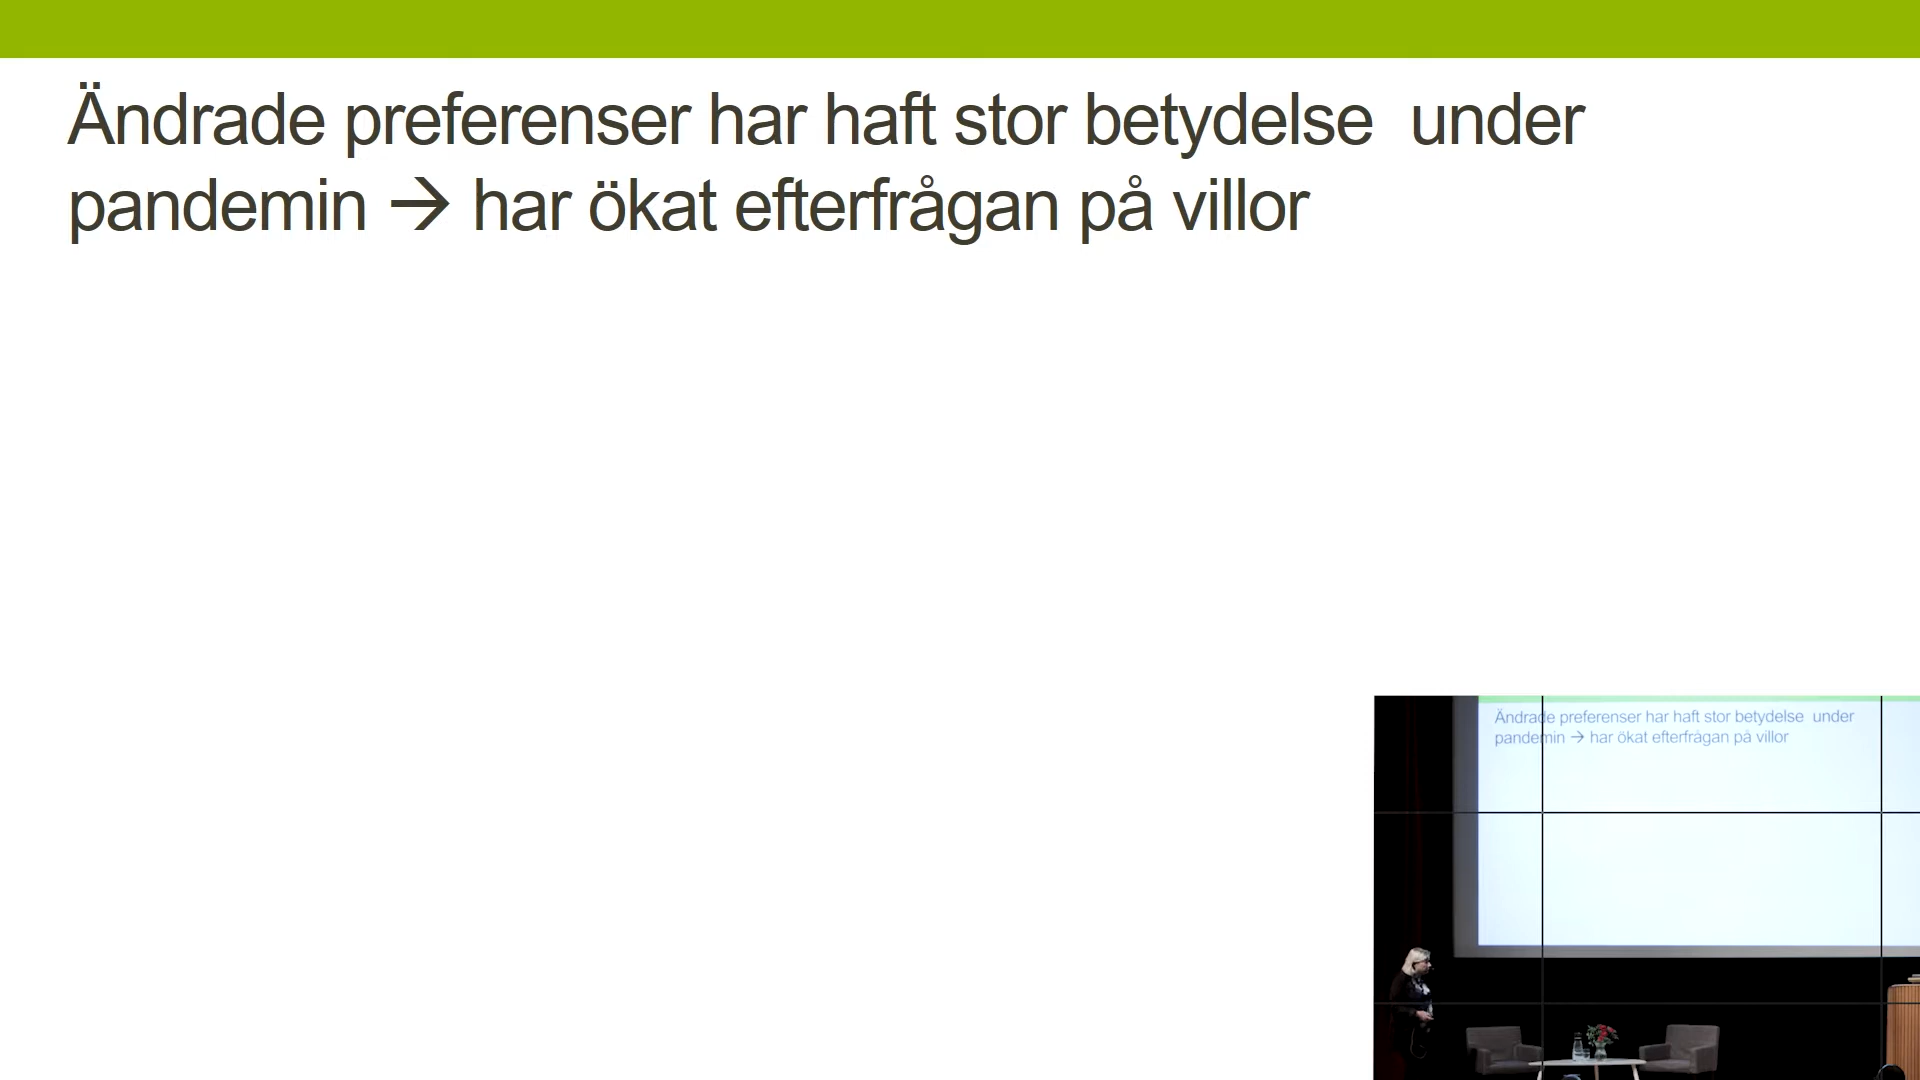 Ändrade preferenser har haft stor betydelse  under
pandemin → har ökat efterfrågan på villor
Ändrade preferenser har haft stor betydelse  under
pandemin → har ökat efterfrågan på villor